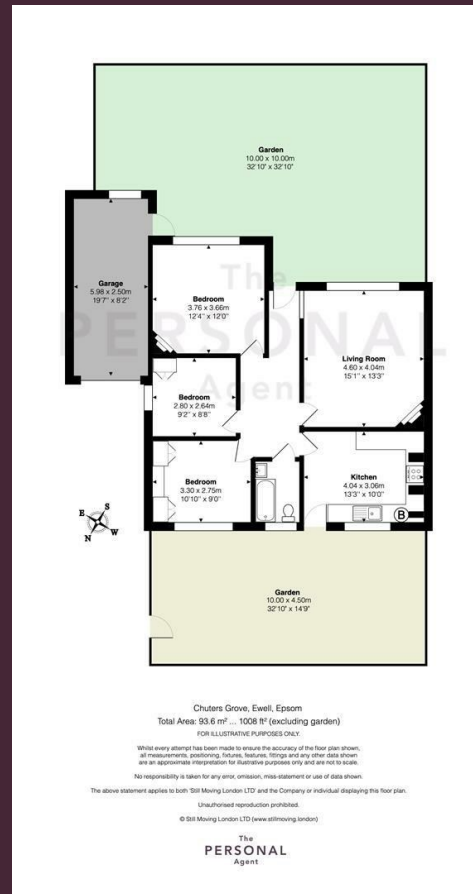 Garden
10.00 x 10.00m
32'10" x 32'10"
Garage
5.98 x 2.50m
19'7" x 8'2"
Bedroom
3.76 x 3.66m
12'4" x 12'0"
The
PERSONAL
Agent
Living Room
4.60 x 4.04m
15'1" x 13'3"
Bedroom
2.80 x 2.64m
9'2" x 8'8"
Bedroom
3.30 x 2.75m
10'10" x 9'0"
Kitchen
4.04 x 3.06m
13'3" x 10'0"
B
E
S
N
W
Garden
10.00 x 4.50m
32'10" x 14'9"
Chuters Grove, Ewell, Epsom
Total Area: 93.6 m² ... 1008 ft² (excluding garden)
FOR ILLUSTRATIVE PURPOSES ONLY.
Whilst every attempt has been made to ensure the accuracy of the floor plan shown,
all measurements, positioning, fixtures, features, fittings and any other data shown
are an approximate interpretation for illustrative purposes only and are not to scale.
No responsibility is taken for any error, omission, miss-statement or use of data shown.
The above statement applies to both 'Still Moving London LTD' and the Company or individual displaying this floor plan.
Unauthorised reproduction prohibited.
© Still Moving London LTD (www.stillmoving.london)
The
PERSONAL
Agent